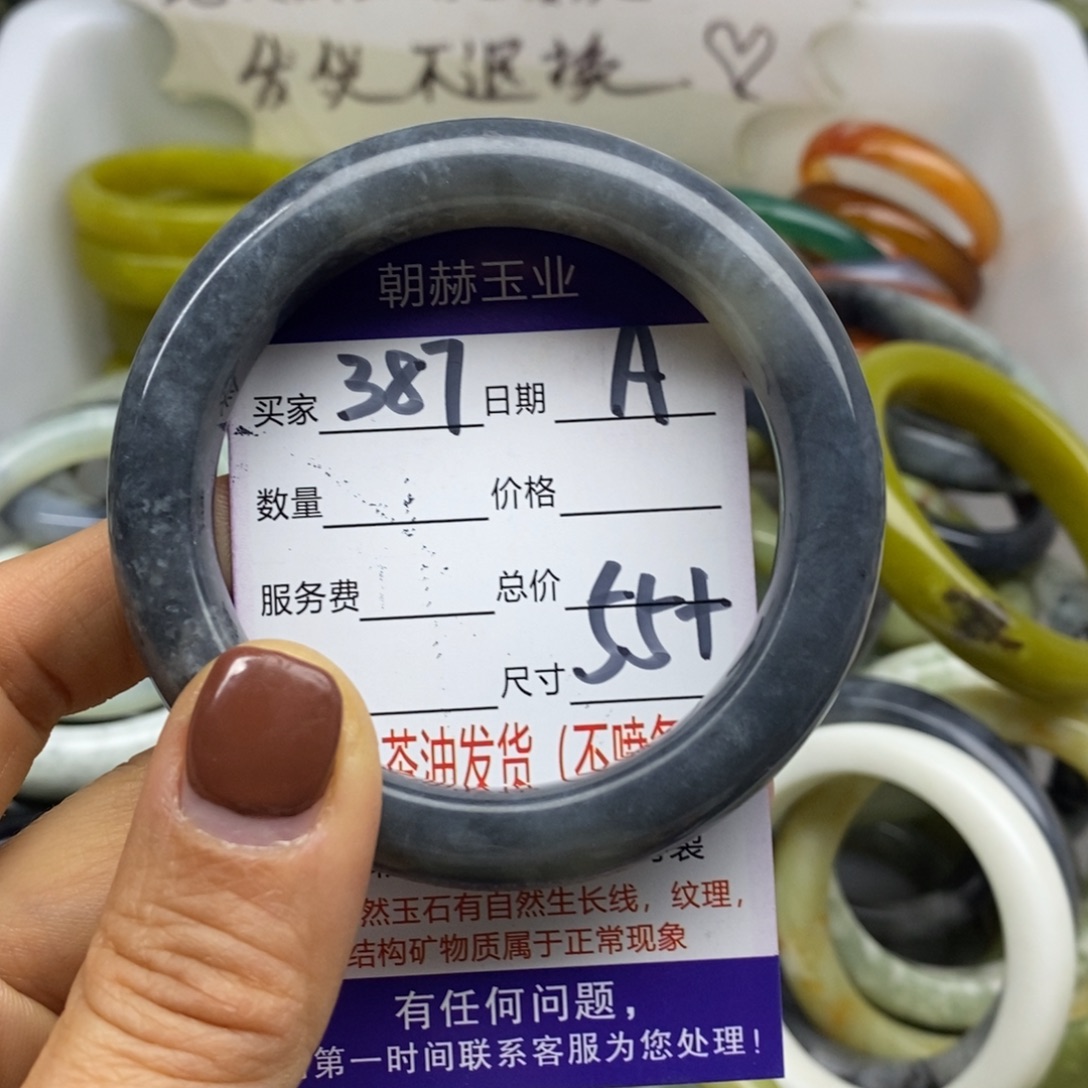 售出不退换 ♡
朝赫玉业
买家 387 日期 A
数量 价格
服务费 总价
尺寸 55+
茶油发货（不喷
裂
然玉石有自然生长线，纹理，
结构矿物质属于正常现象
有任何问题，
第一时间联系客服为您处理！